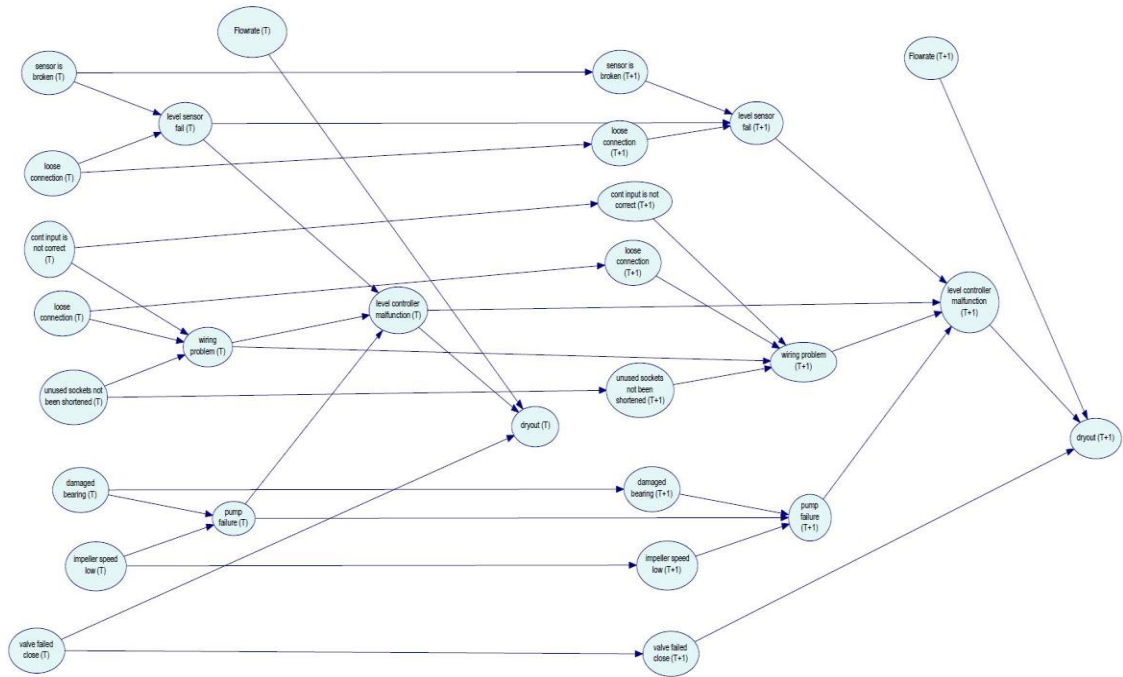 Flowrate (T)
sensor is
broken (T)
level sensor
fail (T)
loose
connection (T)
cont input is
not correct
(T)
loose
connection (T)
wiring
problem (T)
unused sockets not
been shortened (T)
level controller
malfunction (T)
dryout (T)
damaged
bearing (T)
pump
failure (T)
impeller speed
low (T)
valve failed
close (T)
Flowrate (T+1)
sensor is
broken (T+1)
level sensor
fail (T+1)
loose
connection
(T+1)
cont input is not
correct (T+1)
loose
connection
(T+1)
wiring problem
(T+1)
unused sockets
not been
shortened (T+1)
level controller
malfunction
(T+1)
dryout (T+1)
damaged
bearing (T+1)
pump
failure
(T+1)
impeller speed
low (T+1)
valve failed
close (T+1)